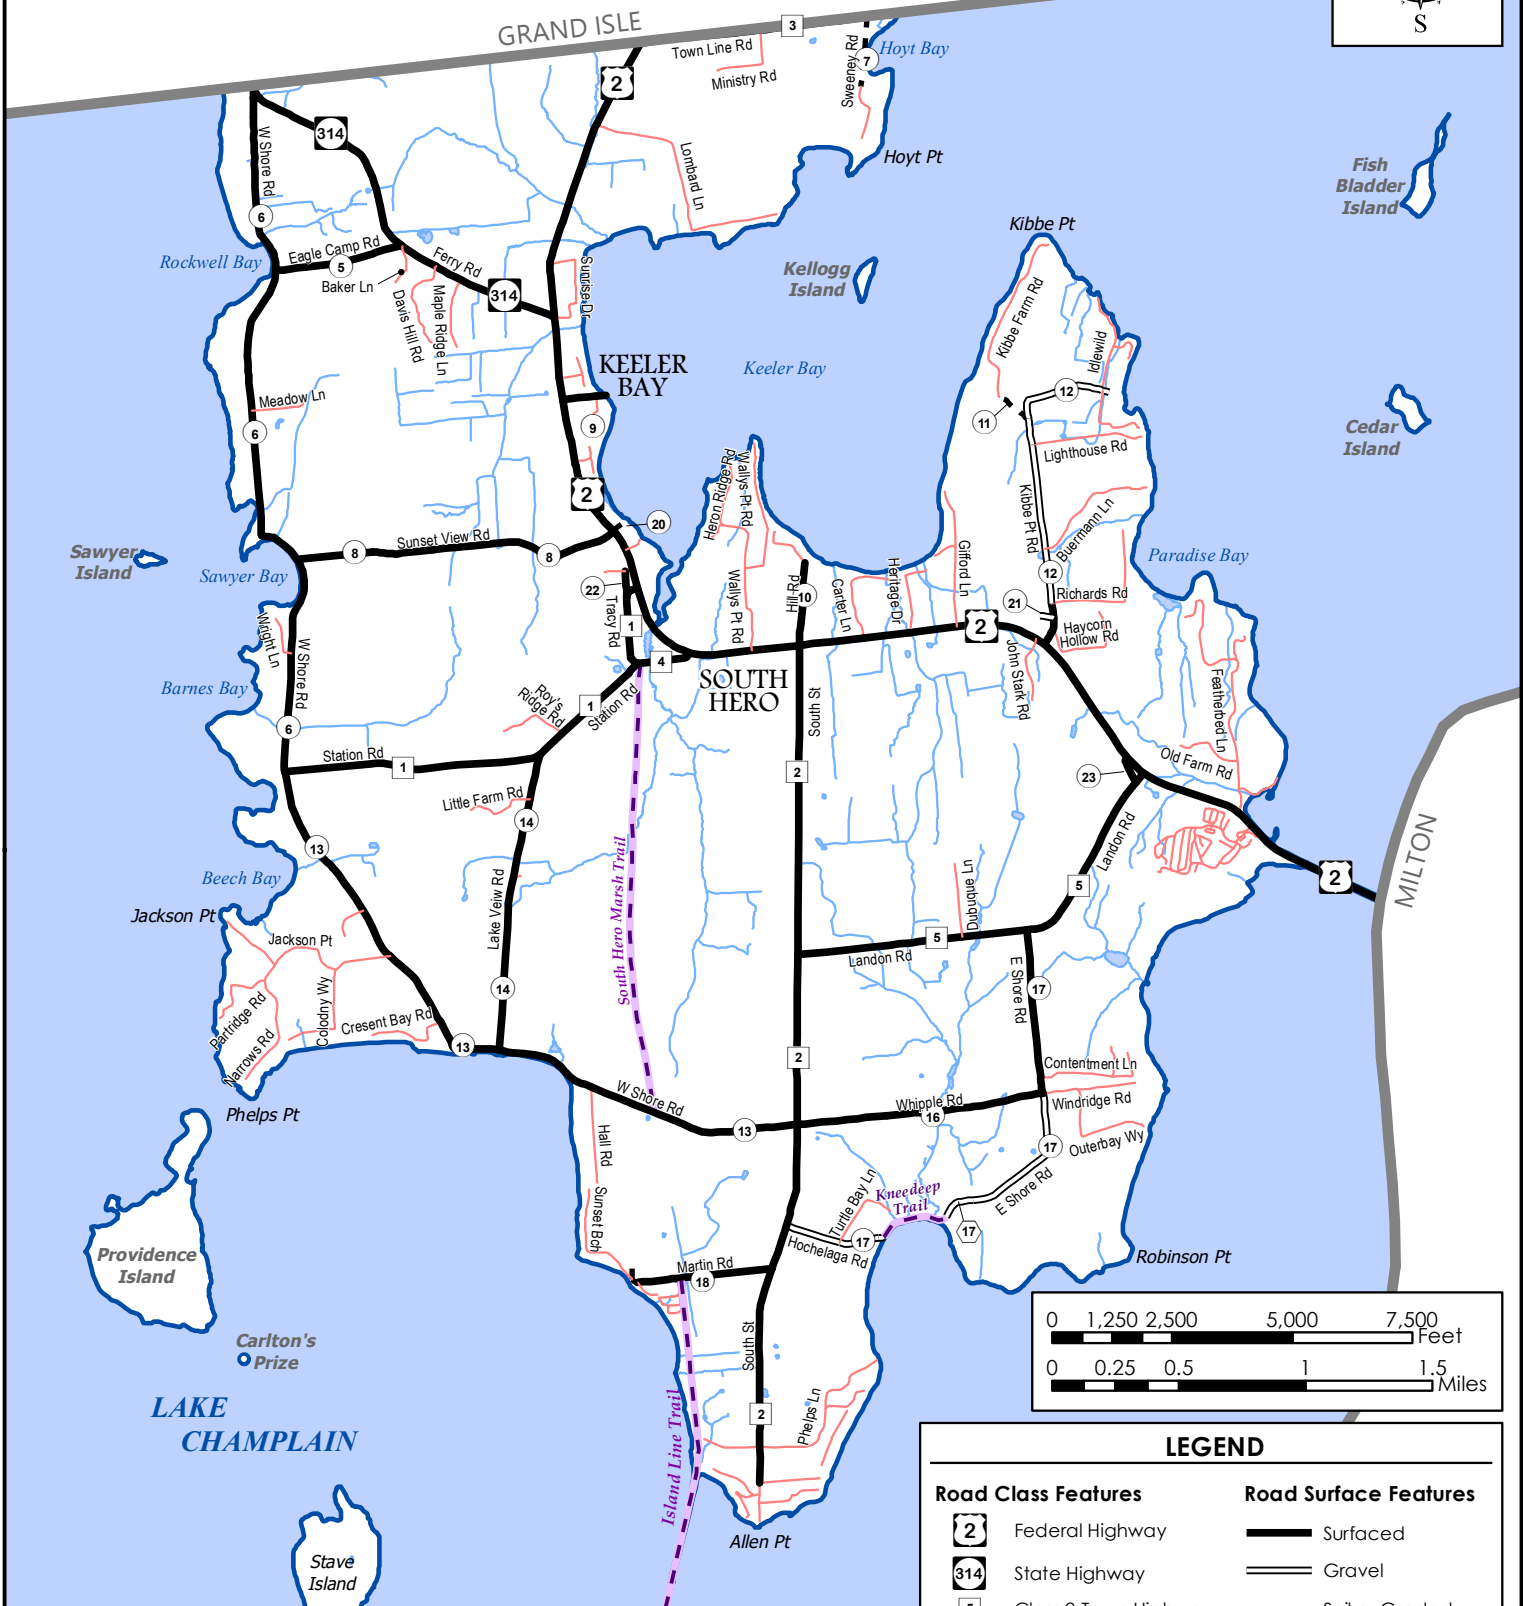 GRAND ISLE
3
S
Town Line Rd
Ministry Rd
Sweeney Rd
7
Hoyt Bay
2
314
W Shore Rd
Lombard Ln
Hoyt Pt
Fish
Bladder
Island
6
Kibbe Pt
Rockwell Bay
Eagle Camp Rd
5
Ferry Rd
Baker Ln
314
Sunrise Dr
Kellogg
Island
Davis Hill Rd
Maple Ridge Ln
Kibbe Farm Rd
Idlewild
KEELER
BAY
Keeler Bay
Meadow Ln
6
9
12
11
Cedar
Island
Lighthouse Rd
Heron Ridge Rd
Wallys Pt Rd
2
Kibbe Pt Rd
Buermann Ln
20
Sunset View Rd
8
8
Sawyer
Island
Sawyer Bay
Paradise Bay
Gifford Ln
Heritage Dr
22
Tracy Rd
1
Wallys Pt Rd
Hill Rd
10
Carter Ln
12
21
Richards Rd
Haycorn
Hollow Rd
2
Wright Ln
W Shore Rd
4
SOUTH
HERO
John Stark Rd
Featherbed Ln
Barnes Bay
Roy's
Ridge Rd
1
Station Rd
South St
6
Station Rd
1
2
23
Old Farm Rd
Little Farm Rd
14
13
Landon Rd
MILTON
2
5
Beech Bay
South Hero Marsh Trail
Dubuque Ln
Lake Veiw Rd
Jackson Pt
Jackson Pt
5
Landon Rd
E Shore Rd
17
14
Partridge Rd
Colodny Wy
Cresent Bay Rd
Narrows Rd
13
2
Contentment Ln
Phelps Pt
W Shore Rd
Whipple Rd
16
Windridge Rd
13
Hall Rd
17
Outerbay Wy
Turtle Bay Ln
Kneedeep
Trail
E Shore Rd
Sunset Bch
17
Hochelaga Rd
17
Providence
Island
Martin Rd
18
Robinson Pt
South St
Carlton's
Prize
0 1,250 2,500 5,000 7,500
Feet
0 0.25 0.5 1 1.5
Miles
LAKE
CHAMPLAIN
Island Line Trail
2
Phelps Ln
LEGEND
Road Class Features
Road Surface Features
2 Federal Highway
Surfaced
314 State Highway
Gravel
Allen Pt
Stave
Island